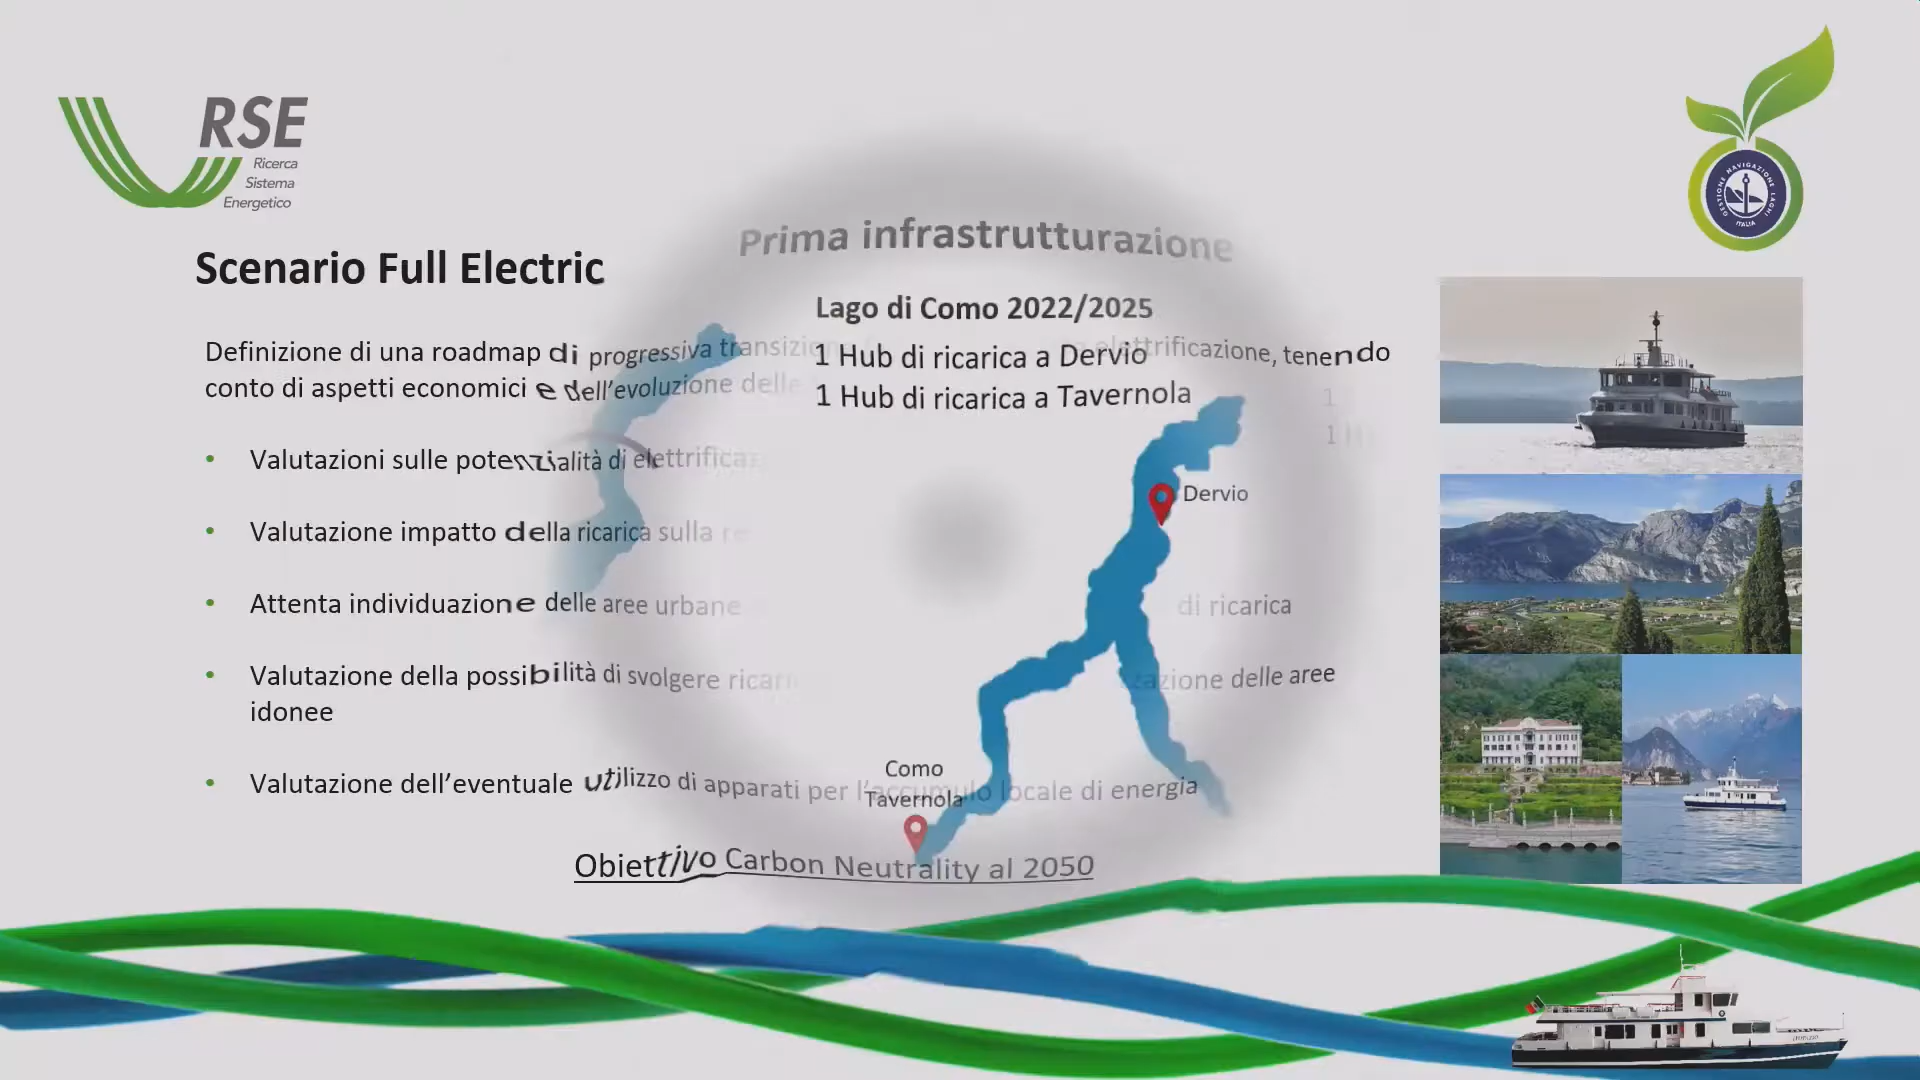 RSE
Ricerca
Sistema
Energetico
GESTIONE NAVIGAZIONE LAGHI
ITALIA
Prima infrastrutturazione
Scenario Full Electric
Lago di Como 2022/2025
1 Hub di ricarica a Dervio
1 Hub di ricarica a Tavernola
Definizione di una roadmap di progressiva elettrificazione, tenendo
conto di aspetti economici e dell'evoluzione delle
Dervio
• Valutazioni sulle potenzialità di
• Valutazione impatto della ricarica sulla
• Attenta individuazione delle aree urbane di ricarica
• Valutazione della possibilità di svolgere delle aree
idonee
Como
Tavernola
• Valutazione dell'eventuale utilizzo di apparati per l'accumulo locale di energia
Obiettivo Carbon Neutrality al 2050